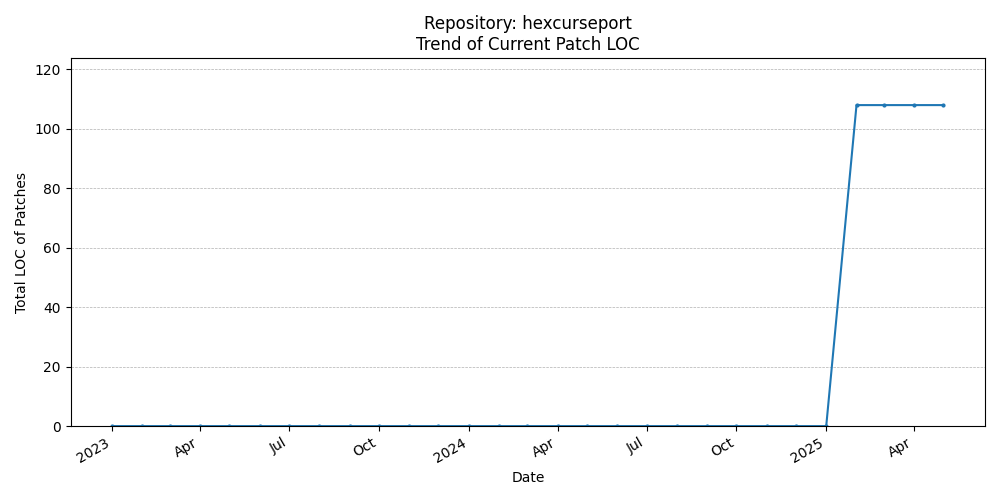 Repository: hexcurseport
Trend of Current Patch LOC
120
100
80
60
40
20
0
Total LOC of Patches
2023
Apr
Jul
Oct
2024
Apr
Jul
Oct
2025
Apr
Date